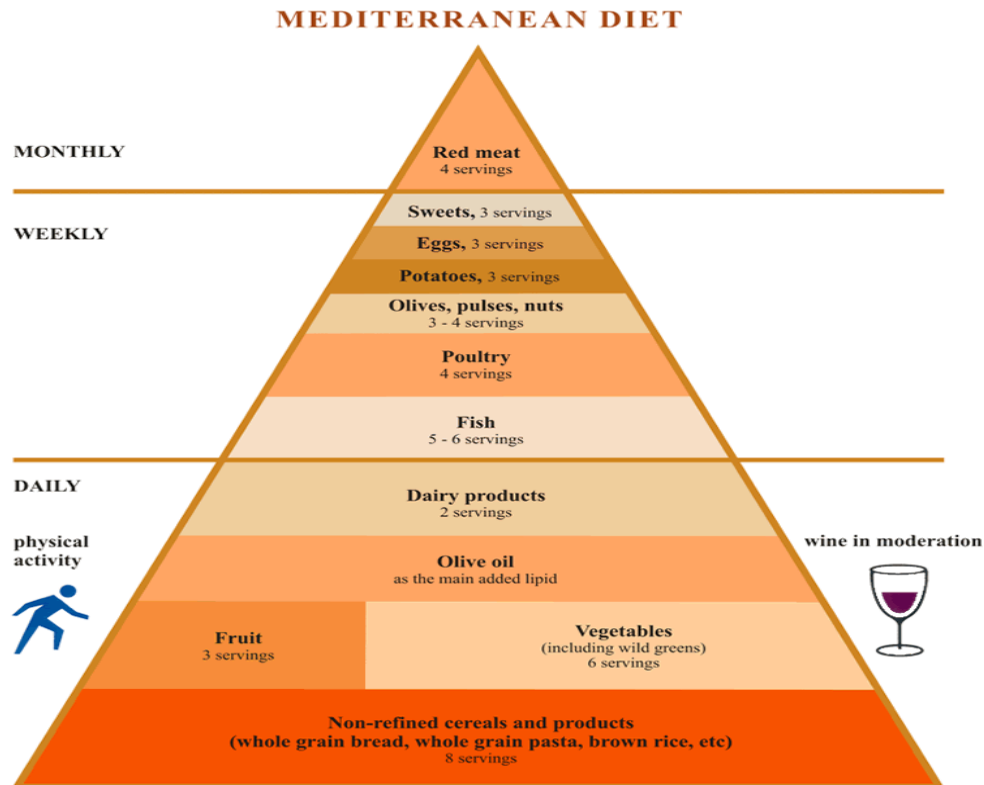 MEDITERRANEAN DIET
MONTHLY
Red meat
4 servings
WEEKLY
Sweets, 3 servings
Eggs, 3 servings
Potatoes, 3 servings
Olives, pulses, nuts
3 - 4 servings
Poultry
4 servings
Fish
5 - 6 servings
DAILY
Dairy products
2 servings
physical
activity
wine in moderation
Olive oil
as the main added lipid
Fruit
3 servings
Vegetables
(including wild greens)
6 servings
Non-refined cereals and products
(whole grain bread, whole grain pasta, brown rice, etc)
8 servings